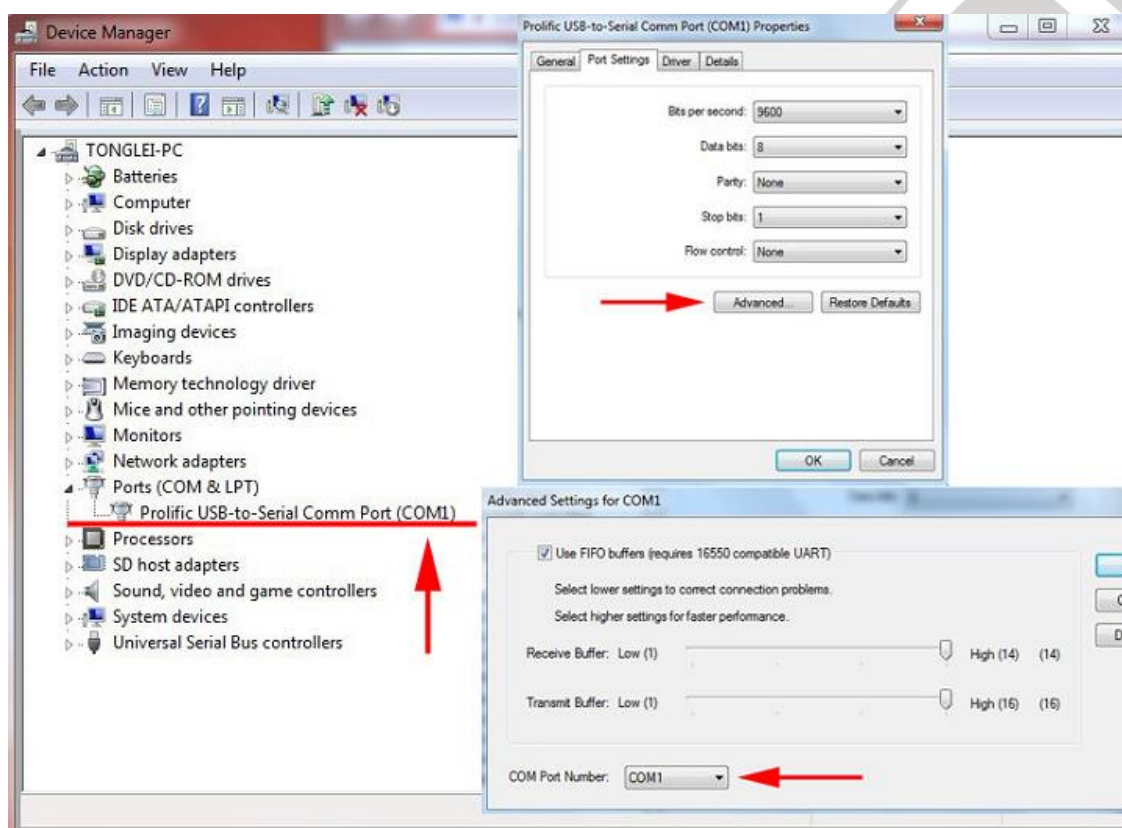 Device Manager
File Action View Help
TONGLEI-PC
Batteries
Computer
Disk drives
Display adapters
DVD/CD-ROM drives
IDE ATA/ATAPI controllers
Imaging devices
Keyboards
Memory technology driver
Mice and other pointing devices
Monitors
Network adapters
Ports (COM & LPT)
Prolific USB-to-Serial Comm Port (COM1)
Processors
SD host adapters
Sound, video and game controllers
System devices
Universal Serial Bus controllers
Prolific USB-to-Serial Comm Port (COM1) Properties
General Port Settings Driver Details
Bits per second: 9600
Data bits: 8
Parity: None
Stop bits: 1
Flow control: None
Advanced... Restore Defaults
OK Cancel
Advanced Settings for COM1
Use FIFO buffers (requires 16550 compatible UART)
Select lower settings to correct connection problems.
Select higher settings for faster performance.
Receive Buffer: Low (1) High (14) (14)
Transmit Buffer: Low (1) High (16) (16)
COM Port Number: COM1